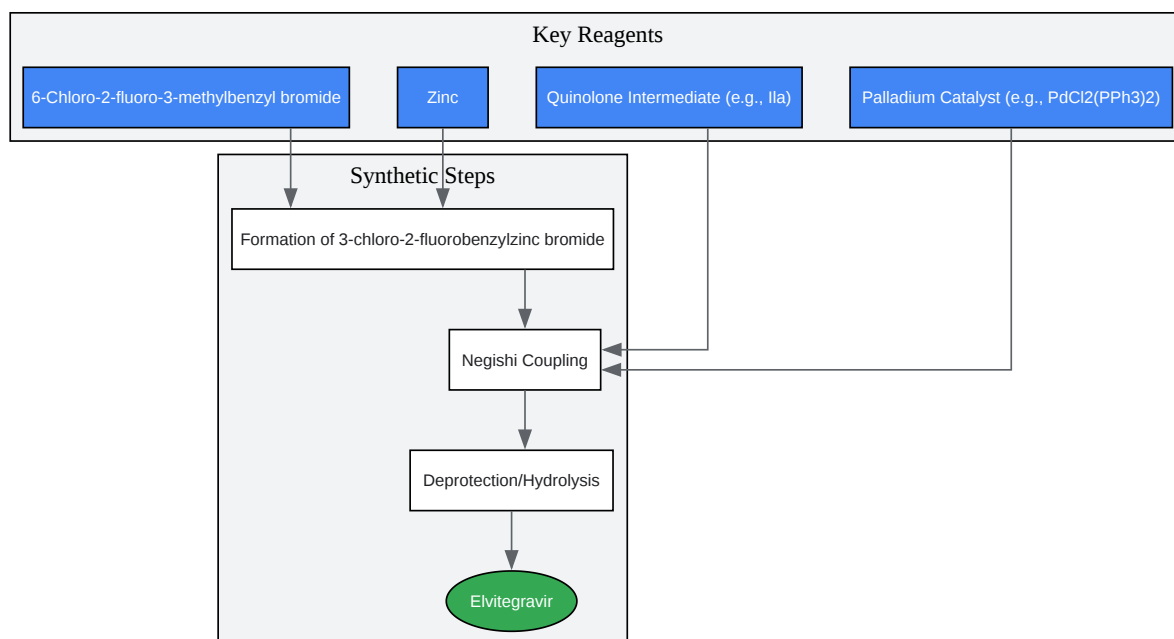 Key Reagents
6-Chloro-2-fluoro-3-methylbenzyl bromide
Zinc
Quinolone Intermediate (e.g., IIa)
Palladium Catalyst (e.g., PdCl2(PPh3)2)
Synthetic Steps
Formation of 3-chloro-2-fluorobenzylzinc bromide
Negishi Coupling
Deprotection/Hydrolysis
Elvitegravir